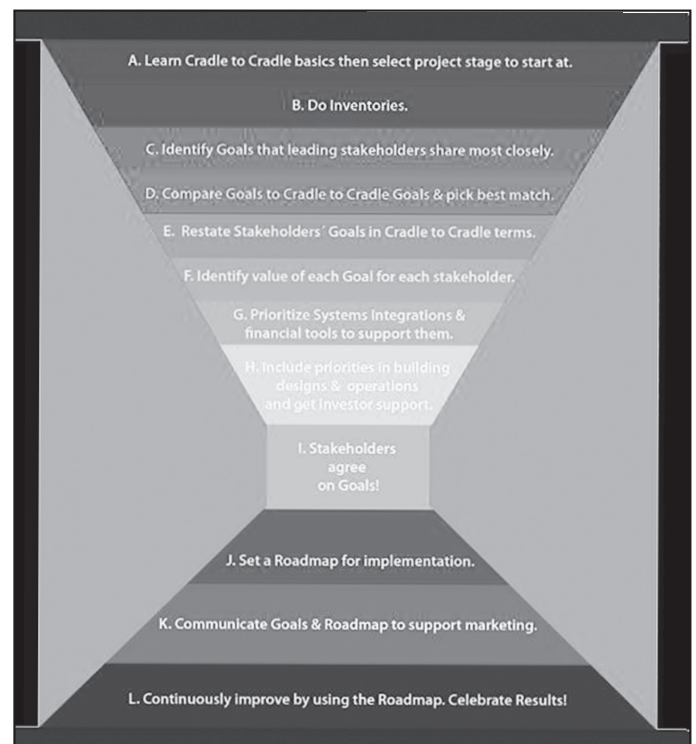 A. Learn Cradle to Cradle basics then select project stage to start at.
B. Do Inventories.
C. Identify Goals that leading stakeholders share most closely.
D. Compare Goals to Cradle to Cradle Goals & pick best match.
E. Restate Stakeholders´ Goals in Cradle to Cradle terms.
F. Identify value of each Goal for each stakeholder.
G. Prioritize Systems Integrations &
financial tools to support them.
H. Include priorities in building
designs & operations
and get investor support.
I. Stakeholders
agree
on Goals!
J. Set a Roadmap for implementation.
K. Communicate Goals & Roadmap to support marketing.
L. Continuously improve by using the Roadmap. Celebrate Results!